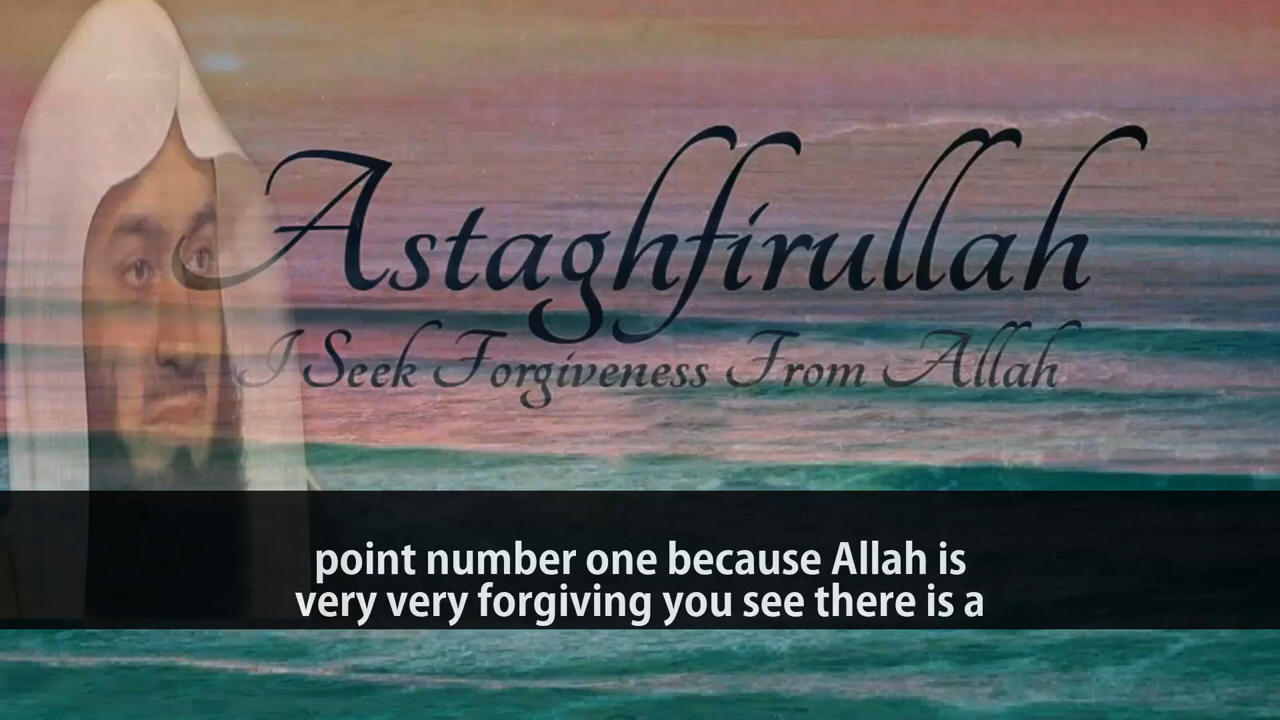 Astaghfirullah
I Seek Forgiveness From Allah
point number one because Allah is
very very forgiving you see there is a